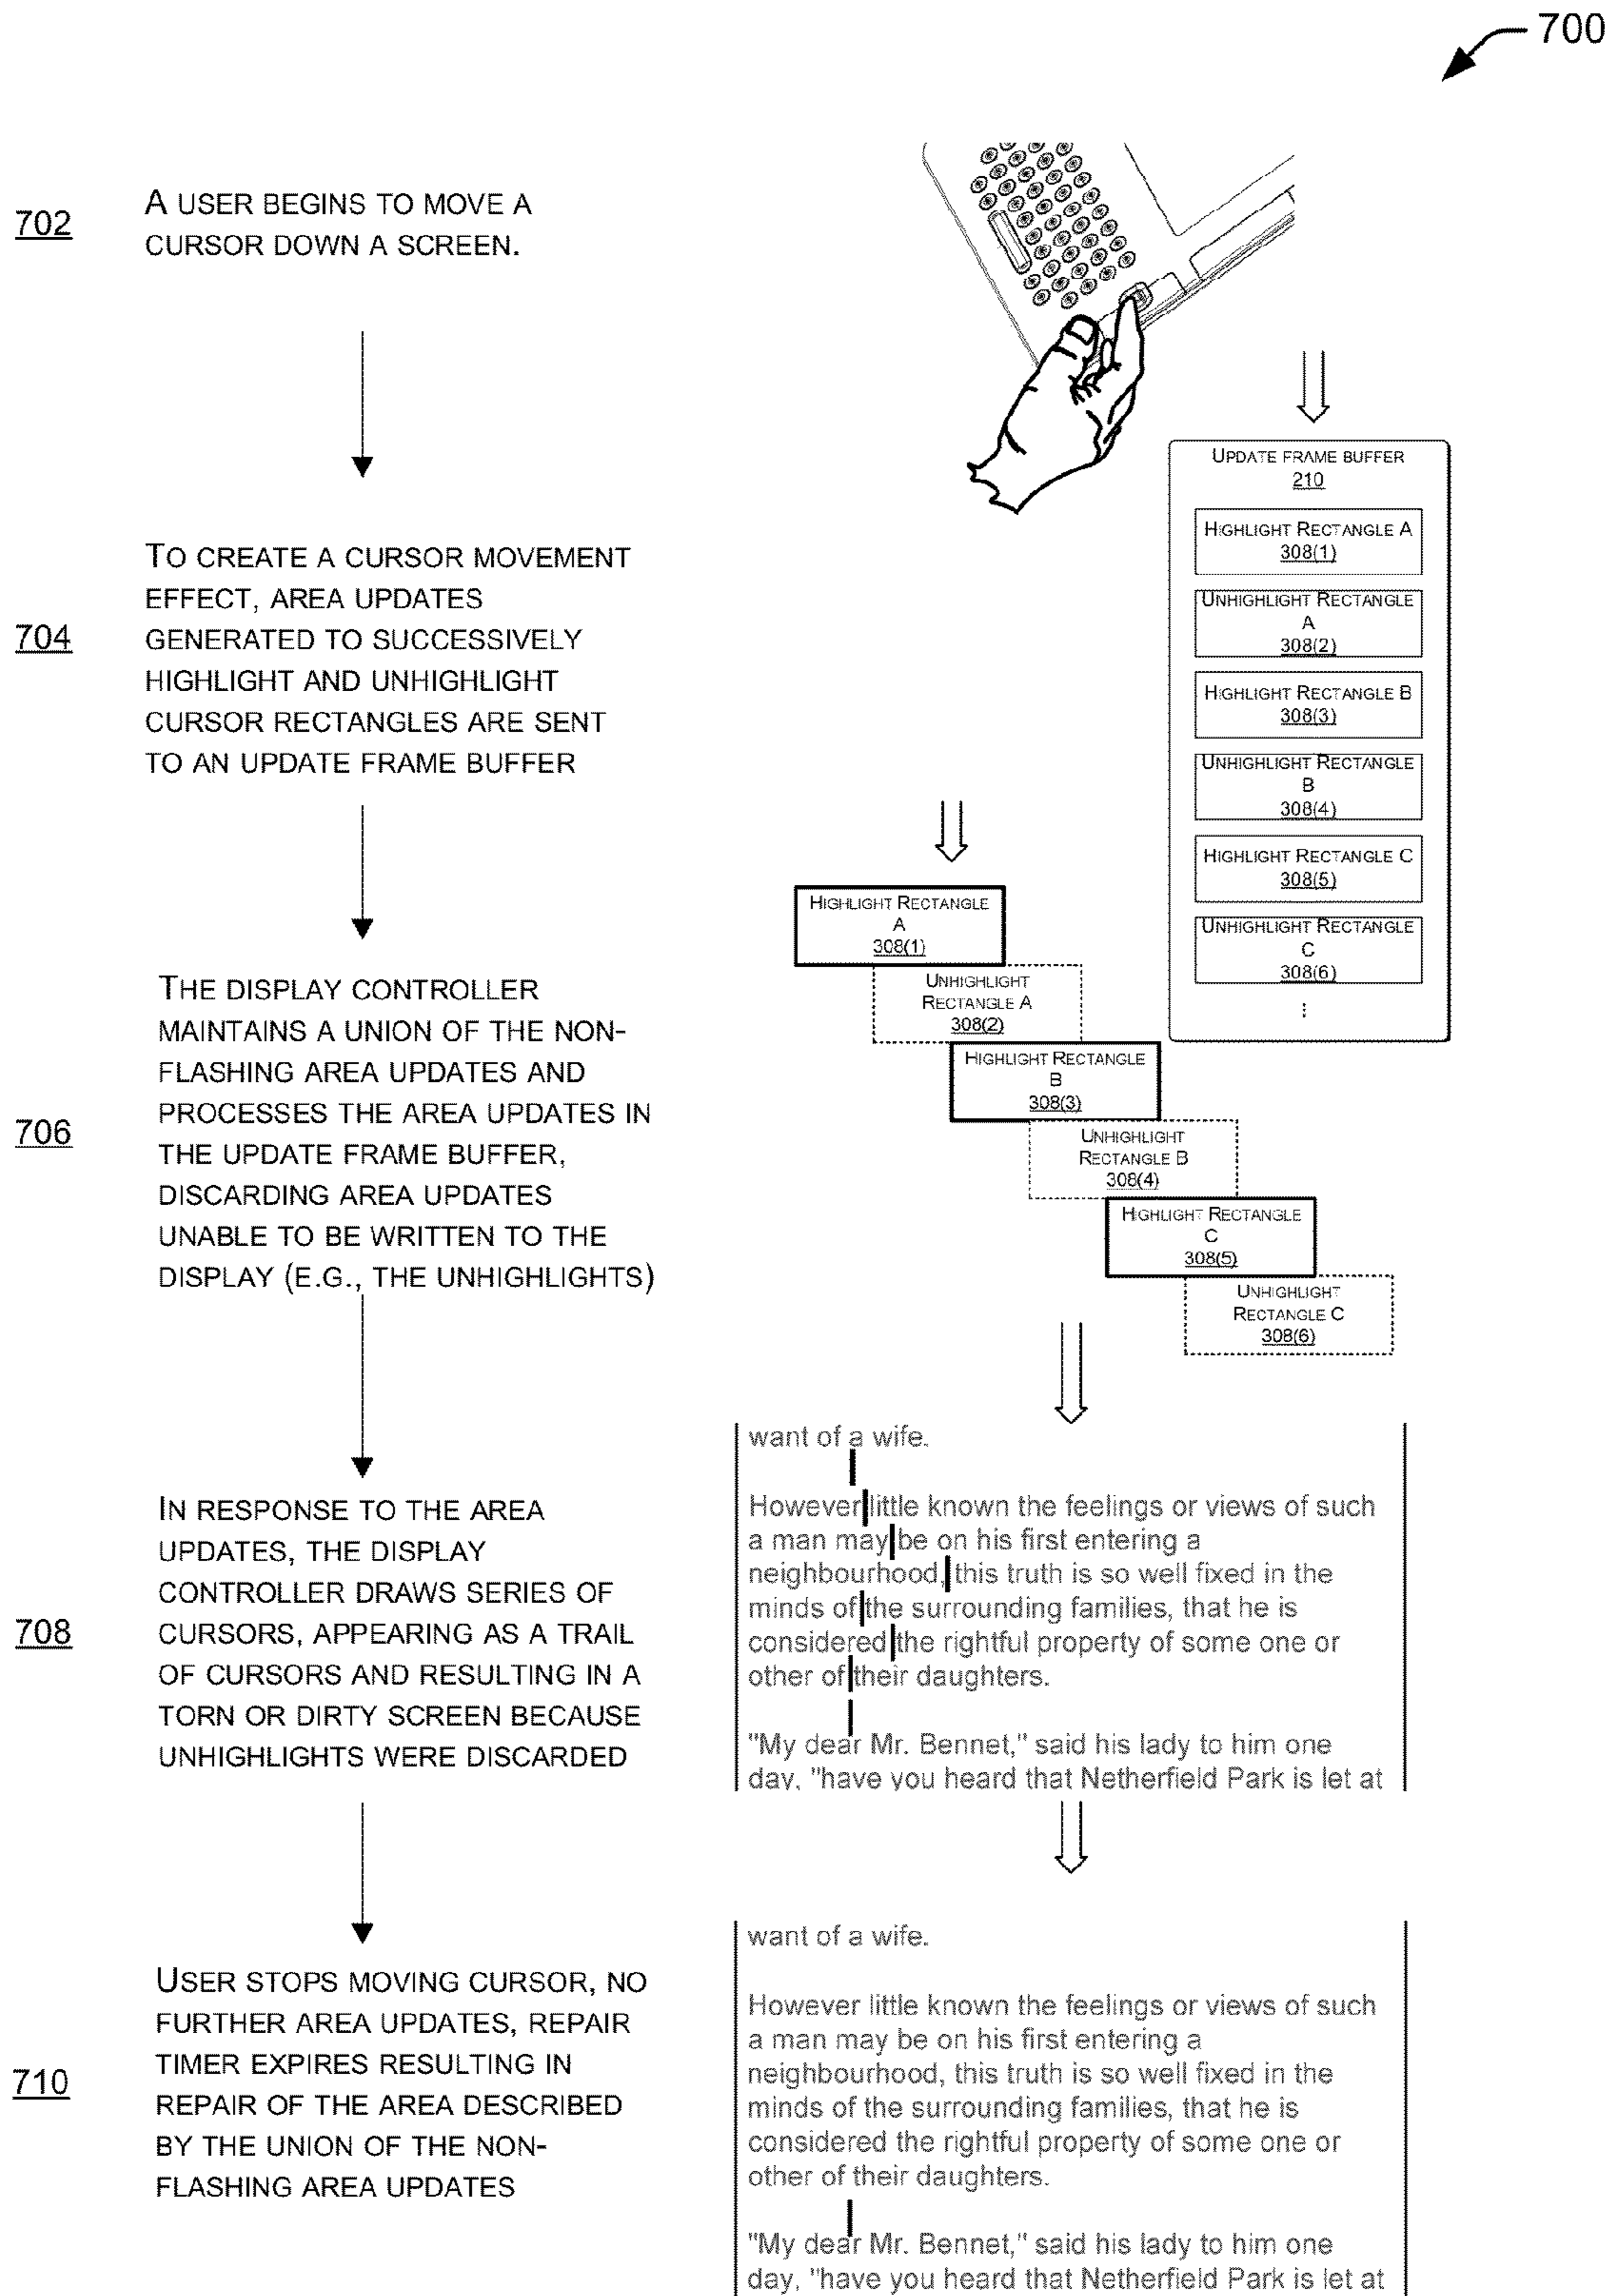 700
702
A USER BEGINS TO MOVE A
CURSOR DOWN A SCREEN.
704
TO CREATE A CURSOR MOVEMENT
EFFECT, AREA UPDATES
GENERATED TO SUCCESSIVELY
HIGHLIGHT AND UNHIGHLIGHT
CURSOR RECTANGLES ARE SENT
TO AN UPDATE FRAME BUFFER
UPDATE FRAME BUFFER
210
HIGHLIGHT RECTANGLE A
308(1)
UNHIGHLIGHT RECTANGLE
A
308(2)
HIGHLIGHT RECTANGLE B
308(3)
UNHIGHLIGHT RECTANGLE
B
308(4)
HIGHLIGHT RECTANGLE C
308(5)
UNHIGHLIGHT RECTANGLE
C
308(6)
⋮
706
THE DISPLAY CONTROLLER
MAINTAINS A UNION OF THE NON-
FLASHING AREA UPDATES AND
PROCESSES THE AREA UPDATES IN
THE UPDATE FRAME BUFFER,
DISCARDING AREA UPDATES
UNABLE TO BE WRITTEN TO THE
DISPLAY (E.G., THE UNHIGHLIGHTS)
HIGHLIGHT RECTANGLE
A
308(1)
UNHIGHLIGHT
RECTANGLE A
308(2)
HIGHLIGHT RECTANGLE
B
308(3)
UNHIGHLIGHT
RECTANGLE B
308(4)
HIGHLIGHT RECTANGLE
C
308(5)
UNHIGHLIGHT
RECTANGLE C
308(6)
708
IN RESPONSE TO THE AREA
UPDATES, THE DISPLAY
CONTROLLER DRAWS SERIES OF
CURSORS, APPEARING AS A TRAIL
OF CURSORS AND RESULTING IN A
TORN OR DIRTY SCREEN BECAUSE
UNHIGHLIGHTS WERE DISCARDED
want of a wife.
However little known the feelings or views of such
a man may be on his first entering a
neighbourhood, this truth is so well fixed in the
minds of the surrounding families, that he is
considered the rightful property of some one or
other of their daughters.
"My dear Mr. Bennet," said his lady to him one
day, "have you heard that Netherfield Park is let at
710
USER STOPS MOVING CURSOR, NO
FURTHER AREA UPDATES, REPAIR
TIMER EXPIRES RESULTING IN
REPAIR OF THE AREA DESCRIBED
BY THE UNION OF THE NON-
FLASHING AREA UPDATES
want of a wife.
However little known the feelings or views of such
a man may be on his first entering a
neighbourhood, this truth is so well fixed in the
minds of the surrounding families, that he is
considered the rightful property of some one or
other of their daughters.
"My dear Mr. Bennet," said his lady to him one
day, "have you heard that Netherfield Park is let at